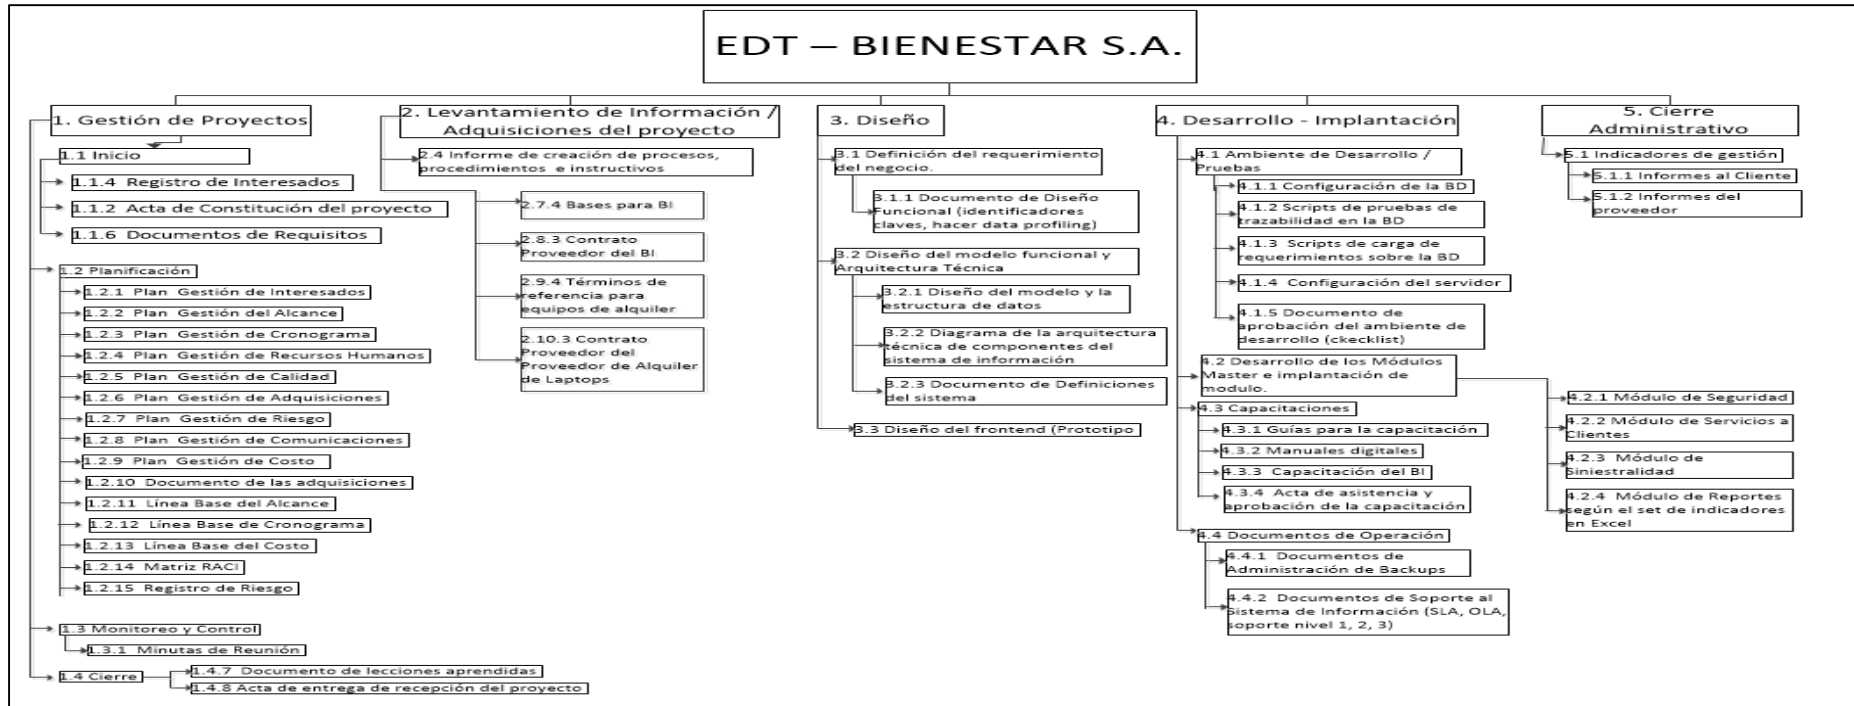 EDT – BIENESTAR S.A.
1. Gestión de Proyectos
1.1 Inicio
1.1.4 Registro de Interesados
1.1.2 Acta de Constitución del proyecto
1.1.6 Documentos de Requisitos
1.2 Planificación
1.2.1 Plan Gestión de Interesados
1.2.2 Plan Gestión del Alcance
1.2.3 Plan Gestión de Cronograma
1.2.4 Plan Gestión de Recursos Humanos
1.2.5 Plan Gestión de Calidad
1.2.6 Plan Gestión de Adquisiciones
1.2.7 Plan Gestión de Riesgo
1.2.8 Plan Gestión de Comunicaciones
1.2.9 Plan Gestión de Costo
1.2.10 Documento de las adquisiciones
1.2.11 Línea Base del Alcance
1.2.12 Línea Base de Cronograma
1.2.13 Línea Base del Costo
1.2.14 Matriz RACI
1.2.15 Registro de Riesgo
1.3 Monitoreo y Control
1.3.1 Minutas de Reunión
1.4 Cierre
1.4.7 Documento de lecciones aprendidas
1.4.8 Acta de entrega de recepción del proyecto
2. Levantamiento de Información /
Adquisiciones del proyecto
2.4 Informe de creación de procesos,
procedimientos e instructivos
2.7.4 Bases para BI
2.8.3 Contrato
Proveedor del BI
2.9.4 Términos de
referencia para
equipos de alquiler
2.10.3 Contrato
Proveedor del
Proveedor de Alquiler
de Laptops
3. Diseño
3.1 Definición del requerimiento
del negocio.
3.1.1 Documento de Diseño
Funcional (identificadores
claves, hacer data profiling)
3.2 Diseño del modelo funcional y
Arquitectura Técnica
3.2.1 Diseño del modelo y la
estructura de datos
3.2.2 Diagrama de la arquitectura
técnica de componentes del
sistema de información
3.2.3 Documento de Definiciones
del sistema
3.3 Diseño del frontend (Prototipo
4. Desarrollo - Implantación
4.1 Ambiente de Desarrollo /
Pruebas
4.1.1 Configuración de la BD
4.1.2 Scripts de pruebas de
trazabilidad en la BD
4.1.3 Scripts de carga de
requerimientos sobre la BD
4.1.4 Configuración del servidor
4.1.5 Documento de
aprobación del ambiente de
desarrollo (ckecklist)
4.2 Desarrollo de los Módulos
Master e implantación de
modulo.
4.2.1 Módulo de Seguridad
4.2.2 Módulo de Servicios a
Clientes
4.2.3 Módulo de
Siniestralidad
4.2.4 Módulo de Reportes
según el set de indicadores
en Excel
4.3 Capacitaciones
4.3.1 Guías para la capacitación
4.3.2 Manuales digitales
4.3.3 Capacitación del BI
4.3.4 Acta de asistencia y
aprobación de la capacitación
4.4 Documentos de Operación
4.4.1 Documentos de
Administración de Backups
4.4.2 Documentos de Soporte al
Sistema de Información (SLA, OLA,
soporte nivel 1, 2, 3)
5. Cierre
Administrativo
5.1 Indicadores de gestión
5.1.1 Informes al Cliente
5.1.2 Informes del
proveedor